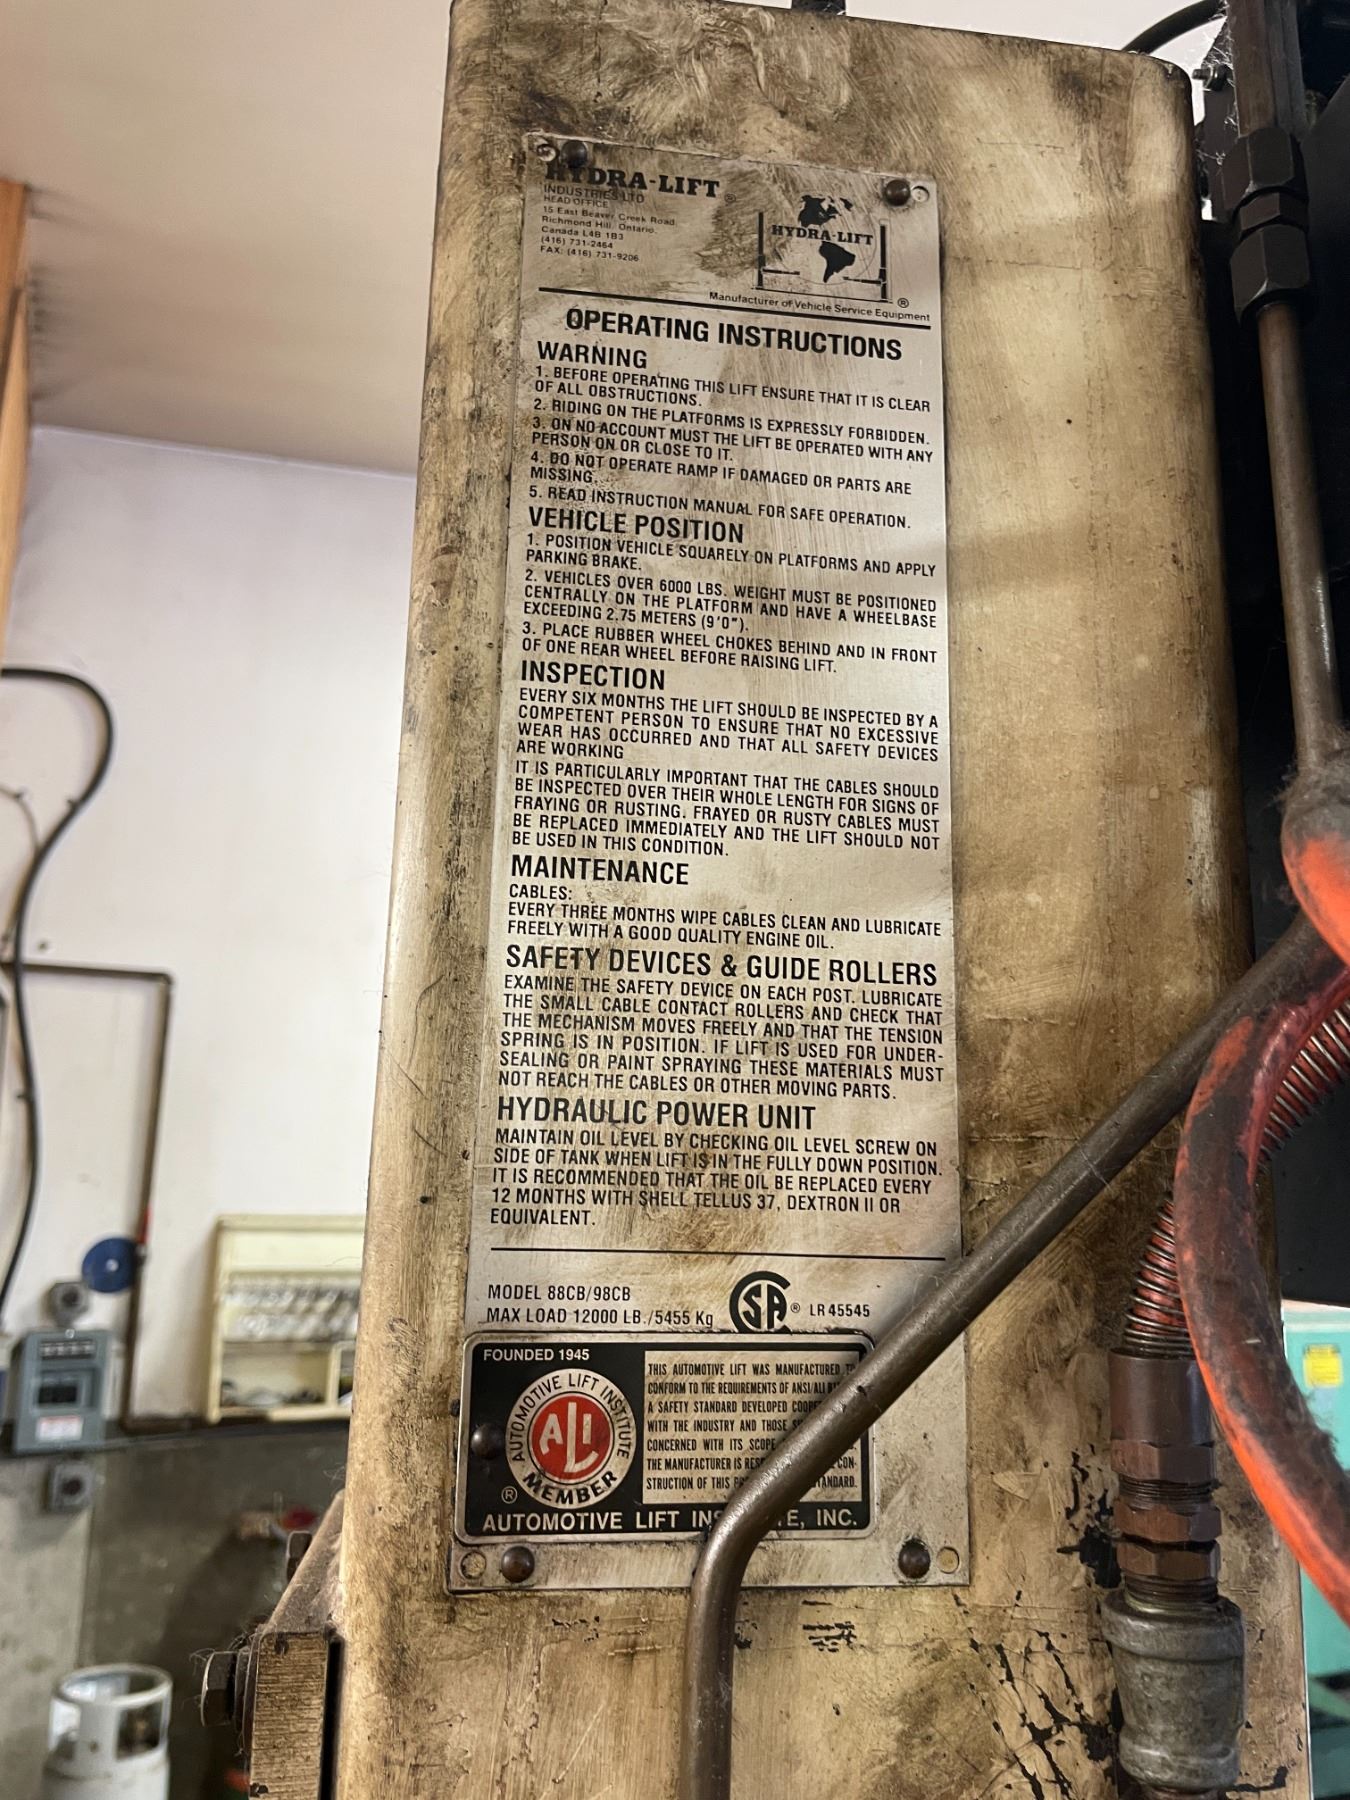 HYDRA-LIFT ®
INDUSTRIES LTD
HEAD OFFICE
15 East Beaver Creek Road
Richmond Hill, Ontario.
Canada L4B 1B3
(416) 731-2464
FAX: (416) 731-9206
HYDRA-LIFT
®
Manufacturer of Vehicle Service Equipment
OPERATING INSTRUCTIONS
WARNING
1. BEFORE OPERATING THIS LIFT ENSURE THAT IT IS CLEAR
OF ALL OBSTRUCTIONS.
2. RIDING ON THE PLATFORMS IS EXPRESSLY FORBIDDEN.
3. ON NO ACCOUNT MUST THE LIFT BE OPERATED WITH ANY
PERSON ON OR CLOSE TO IT.
4. DO NOT OPERATE RAMP IF DAMAGED OR PARTS ARE
MISSING.
5. READ INSTRUCTION MANUAL FOR SAFE OPERATION.
VEHICLE POSITION
1. POSITION VEHICLE SQUARELY ON PLATFORMS AND APPLY
PARKING BRAKE.
2. VEHICLES OVER 6000 LBS. WEIGHT MUST BE POSITIONED
CENTRALLY ON THE PLATFORM AND HAVE A WHEELBASE
EXCEEDING 2.75 METERS (9'0").
3. PLACE RUBBER WHEEL CHOKES BEHIND AND IN FRONT
OF ONE REAR WHEEL BEFORE RAISING LIFT.
INSPECTION
EVERY SIX MONTHS THE LIFT SHOULD BE INSPECTED BY A
COMPETENT PERSON TO ENSURE THAT NO EXCESSIVE
WEAR HAS OCCURRED AND THAT ALL SAFETY DEVICES
ARE WORKING
IT IS PARTICULARLY IMPORTANT THAT THE CABLES SHOULD
BE INSPECTED OVER THEIR WHOLE LENGTH FOR SIGNS OF
FRAYING OR RUSTING. FRAYED OR RUSTY CABLES MUST
BE REPLACED IMMEDIATELY AND THE LIFT SHOULD NOT
BE USED IN THIS CONDITION.
MAINTENANCE
CABLES:
EVERY THREE MONTHS WIPE CABLES CLEAN AND LUBRICATE
FREELY WITH A GOOD QUALITY ENGINE OIL.
SAFETY DEVICES & GUIDE ROLLERS
EXAMINE THE SAFETY DEVICE ON EACH POST. LUBRICATE
THE SMALL CABLE CONTACT ROLLERS AND CHECK THAT
THE MECHANISM MOVES FREELY AND THAT THE TENSION
SPRING IS IN POSITION. IF LIFT IS USED FOR UNDER-
SEALING OR PAINT SPRAYING THESE MATERIALS MUST
NOT REACH THE CABLES OR OTHER MOVING PARTS.
HYDRAULIC POWER UNIT
MAINTAIN OIL LEVEL BY CHECKING OIL LEVEL SCREW ON
SIDE OF TANK WHEN LIFT IS IN THE FULLY DOWN POSITION.
IT IS RECOMMENDED THAT THE OIL BE REPLACED EVERY
12 MONTHS WITH SHELL TELLUS 37, DEXTRON II OR
EQUIVALENT.
MODEL 88CB/98CB
MAX LOAD 12000 LB./5455 Kg
SA ® LR 45545
FOUNDED 1945
AUTOMOTIVE LIFT INSTITUTE
ALI
MEMBER
®
THIS AUTOMOTIVE LIFT WAS MANUFACTURED
CONFORM TO THE REQUIREMENTS OF ANSI/ALI
A SAFETY STANDARD DEVELOPED
WITH THE INDUSTRY AND THOSE
CONCERNED WITH ITS SCOPE
THE MANUFACTURER IS CON-
STRUCTION OF THIS STANDARD.
AUTOMOTIVE LIFT INC.